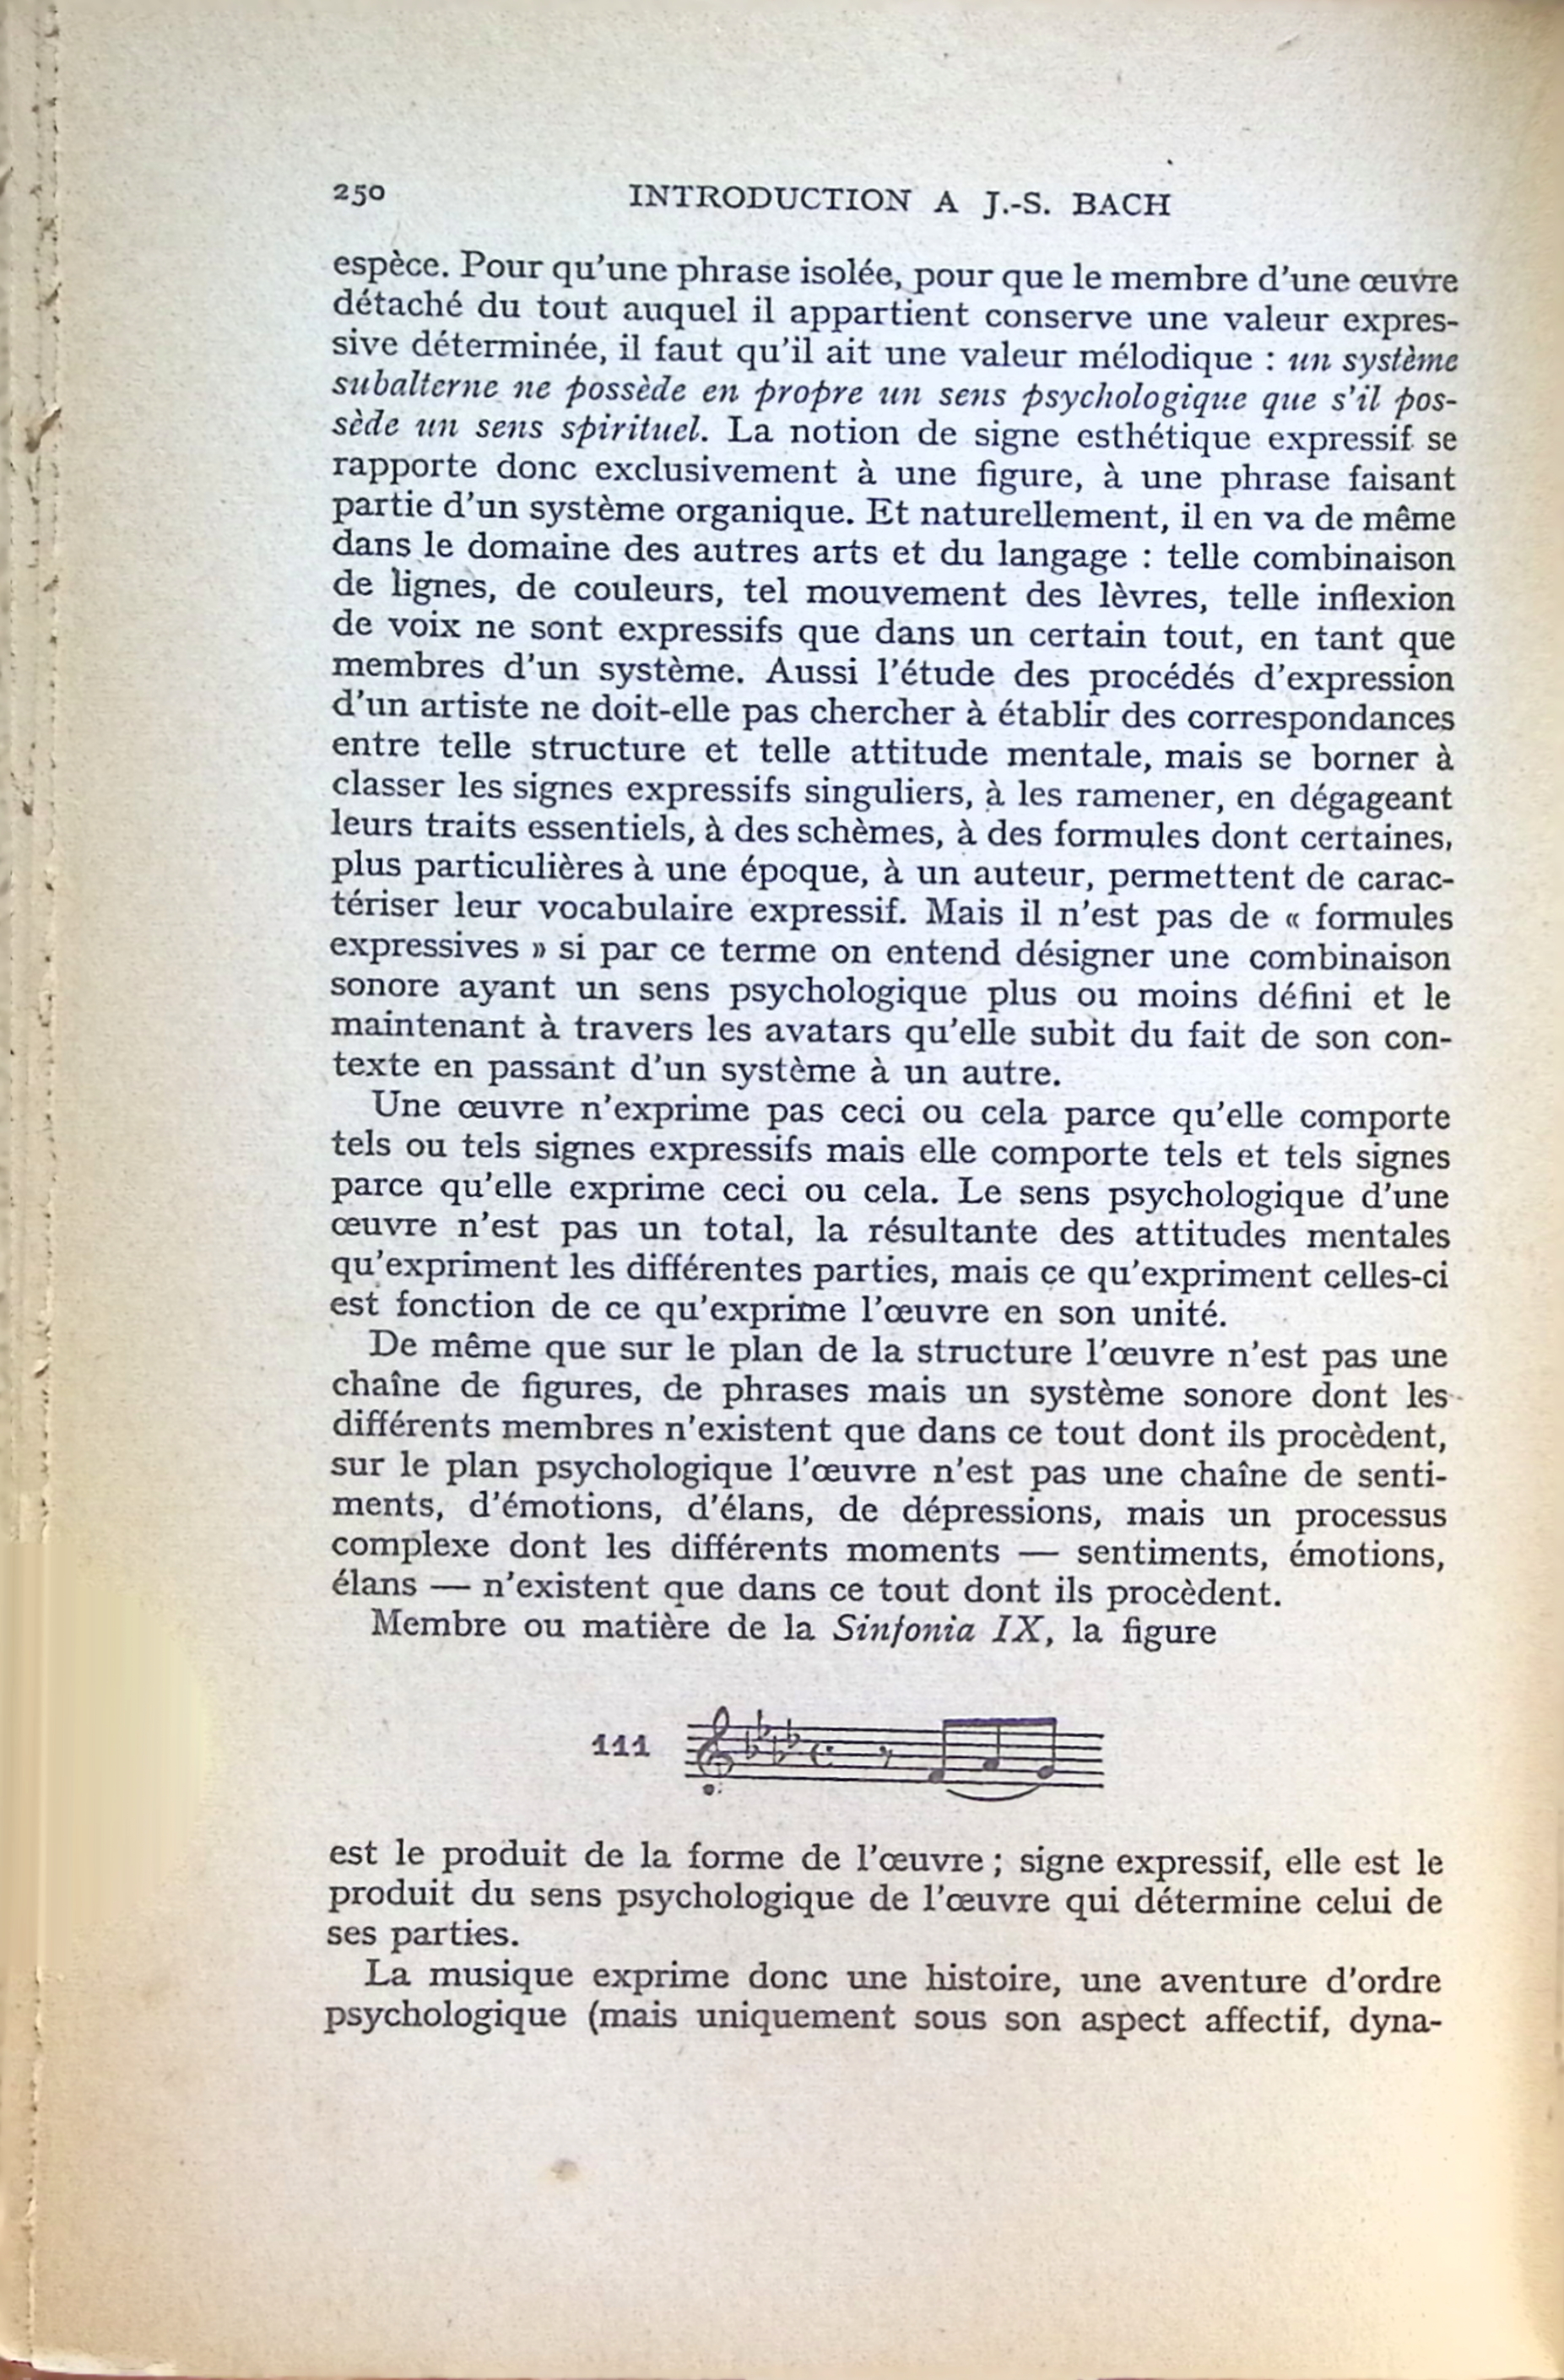 250
INTRODUCTION A J.-S. BACH
espèce. Pour qu'une phrase isolée, pour que le membre d'une œuvre
détaché du tout auquel il appartient conserve une valeur expres-
sive déterminée, il faut qu'il ait une valeur mélodique : un système
subalterne ne possède en propre un sens psychologique que s'il pos-
sède un sens spirituel. La notion de signe esthétique expressif se
rapporte donc exclusivement à une figure, à une phrase faisant
partie d'un système organique. Et naturellement, il en va de même
dans le domaine des autres arts et du langage : telle combinaison
de lignes, de couleurs, tel mouvement des lèvres, telle inflexion
de voix ne sont expressifs que dans un certain tout, en tant que
membres d'un système. Aussi l'étude des procédés d'expression
d'un artiste ne doit-elle pas chercher à établir des correspondances
entre telle structure et telle attitude mentale, mais se borner à
classer les signes expressifs singuliers, à les ramener, en dégageant
leurs traits essentiels, à des schèmes, à des formules dont certaines,
plus particulières à une époque, à un auteur, permettent de carac-
tériser leur vocabulaire expressif. Mais il n'est pas de « formules
expressives » si par ce terme on entend désigner une combinaison
sonore ayant un sens psychologique plus ou moins défini et le
maintenant à travers les avatars qu'elle subit du fait de son con-
texte en passant d'un système à un autre.
Une œuvre n'exprime pas ceci ou cela parce qu'elle comporte
tels ou tels signes expressifs mais elle comporte tels et tels signes
parce qu'elle exprime ceci ou cela. Le sens psychologique d'une
œuvre n'est pas un total, la résultante des attitudes mentales
qu'expriment les différentes parties, mais ce qu'expriment celles-ci
est fonction de ce qu'exprime l'œuvre en son unité.
De même que sur le plan de la structure l'œuvre n'est pas une
chaîne de figures, de phrases mais un système sonore dont les
différents membres n'existent que dans ce tout dont ils procèdent,
sur le plan psychologique l'œuvre n'est pas une chaîne de senti-
ments, d'émotions, d'élans, de dépressions, mais un processus
complexe dont les différents moments — sentiments, émotions,
élans — n'existent que dans ce tout dont ils procèdent.
Membre ou matière de la Sinfonia IX, la figure
111
est le produit de la forme de l'œuvre ; signe expressif, elle est le
produit du sens psychologique de l'œuvre qui détermine celui de
ses parties.
La musique exprime donc une histoire, une aventure d'ordre
psychologique (mais uniquement sous son aspect affectif, dyna-